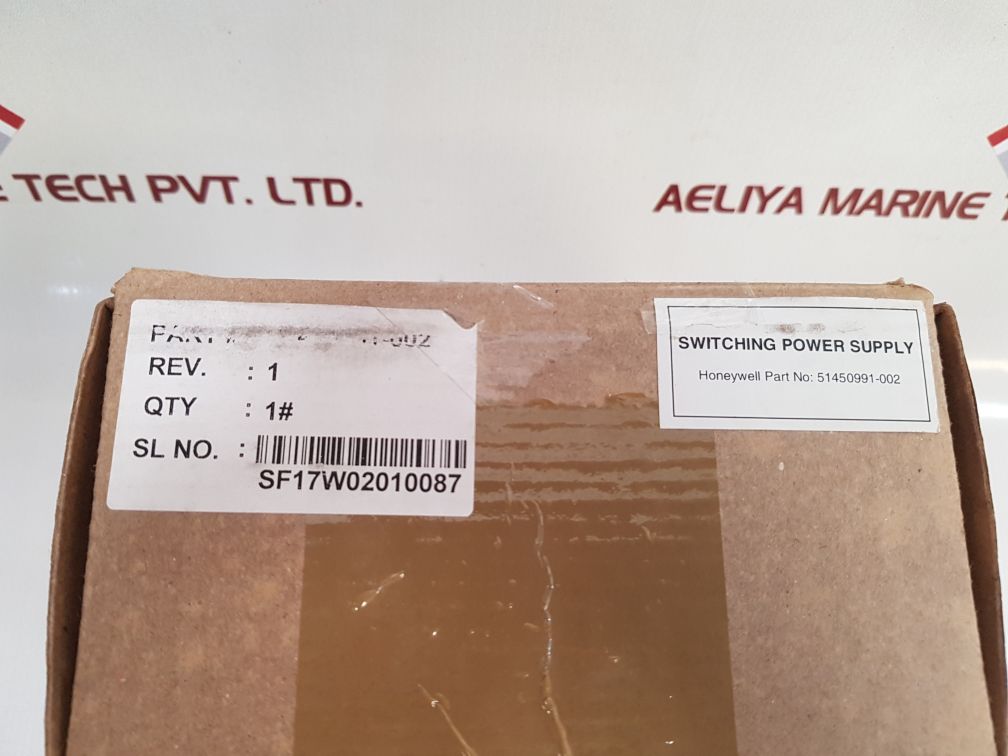 TECH PVT. LTD.
AELIYA MARINE
REV. : 1
QTY : 1#
SL NO. :
SF17W02010087
SWITCHING POWER SUPPLY
Honeywell Part No: 51450991-002